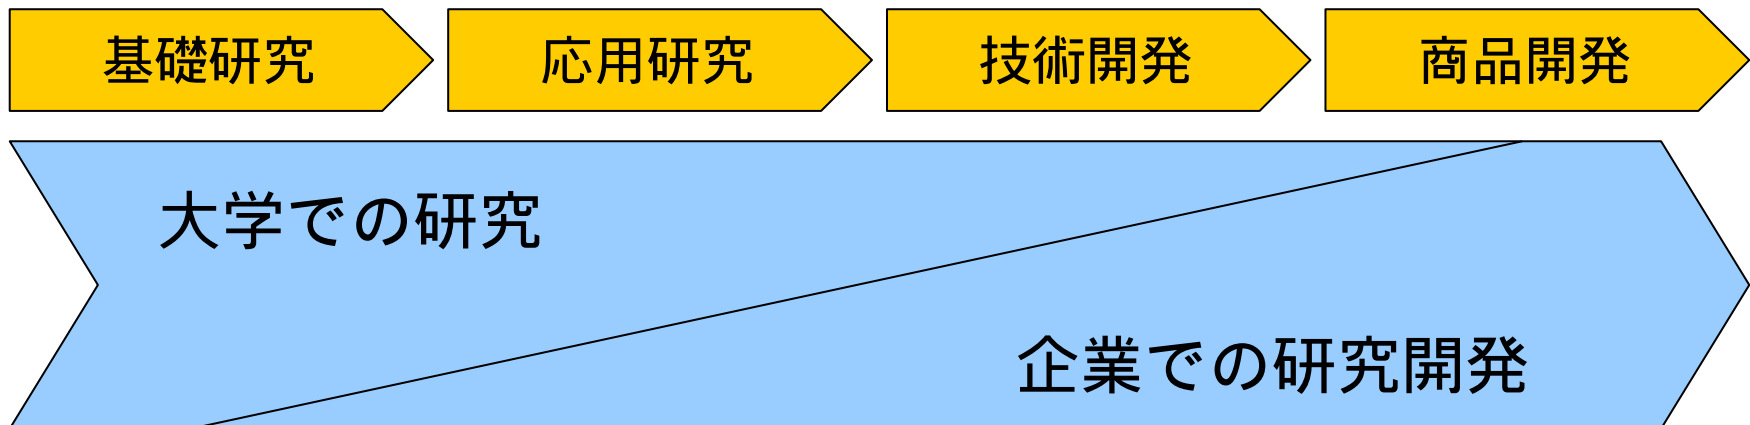 基礎研究
応用研究
技術開発
商品開発
大学での研究
企業での研究開発